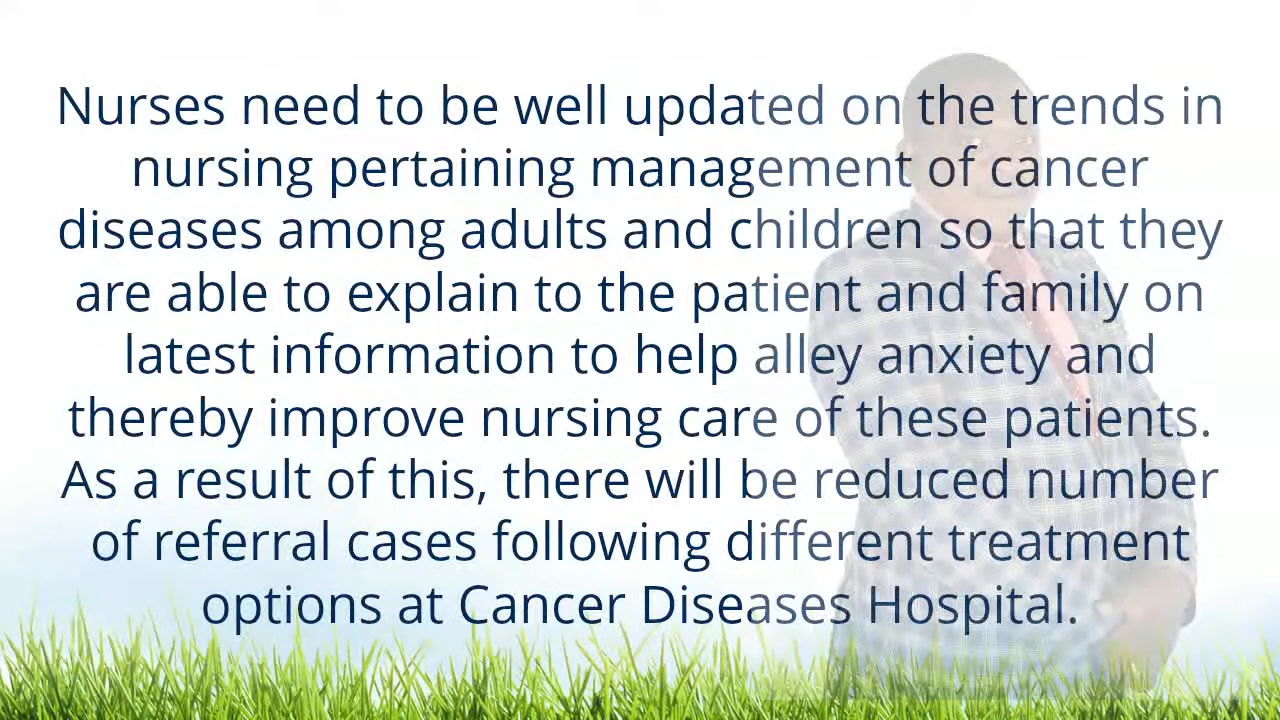 Nurses need to be well updated on the trends in
nursing pertaining management of cancer
diseases among adults and children so that they
are able to explain to the patient and family on
latest information to help alley anxiety and
thereby improve nursing care of these patients.
As a result of this, there will be reduced number
of referral cases following different treatment
options at Cancer Diseases Hospital.